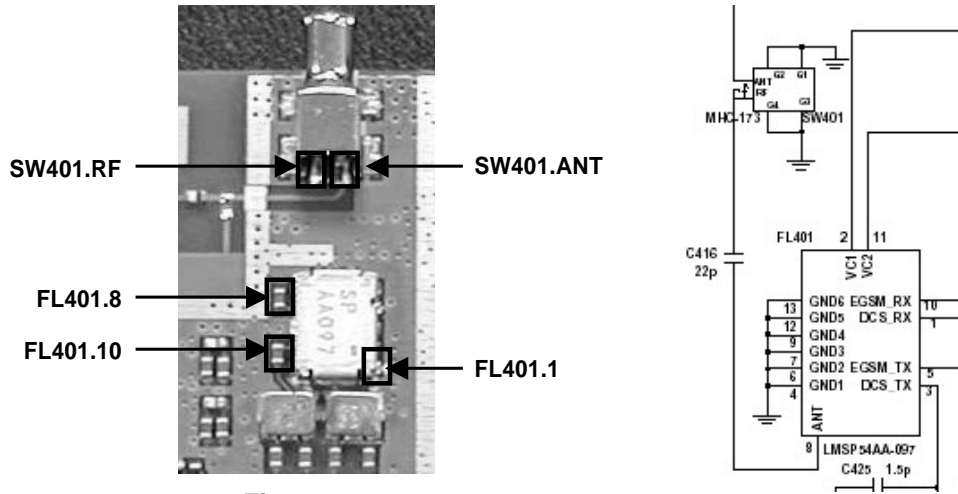 SW401.RF
SW401.ANT
FL401.8
FL401.10
FL401.1
SP
AA097
G2 G1
ANT
RF
G4 G3
MHC-173 SW401
C416
22p
FL401 2 11
VC1 VC2
13 GND6 EGSM_RX 10
12 GND5 DCS_RX 1
9 GND4
7 GND3
6 GND2 EGSM_TX 5
4 GND1 DCS_TX 3
ANT
8 LMSP54AA-097
C425 1.5p